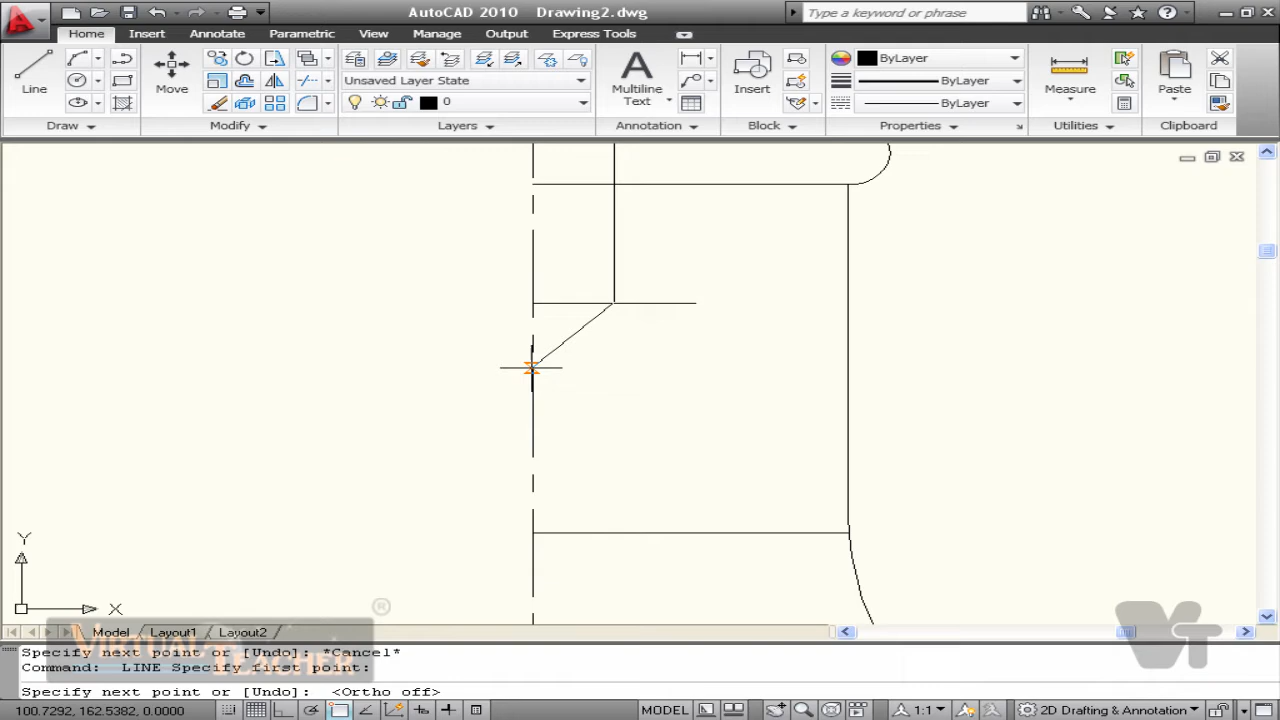 AutoCAD 2010 Drawing2.dwg
Type a keyword or phrase
Home Insert Annotate Parametric View Manage Output Express Tools
Line
Move
Multiline
Text
Insert
Measure
Paste
Unsaved Layer State
0
ByLayer
ByLayer
ByLayer
Draw Modify Layers Annotation Block Properties Utilities Clipboard
Y
X
®
VT
Model Layout1 Layout2
VIRTUAL
TEACHER
Specify next point or [Undo]: *Cancel*
Command: LINE Specify first point:
Specify next point or [Undo]: <Ortho off>
100.7292, 162.5382, 0.0000
MODEL
1:1
2D Drafting & Annotation